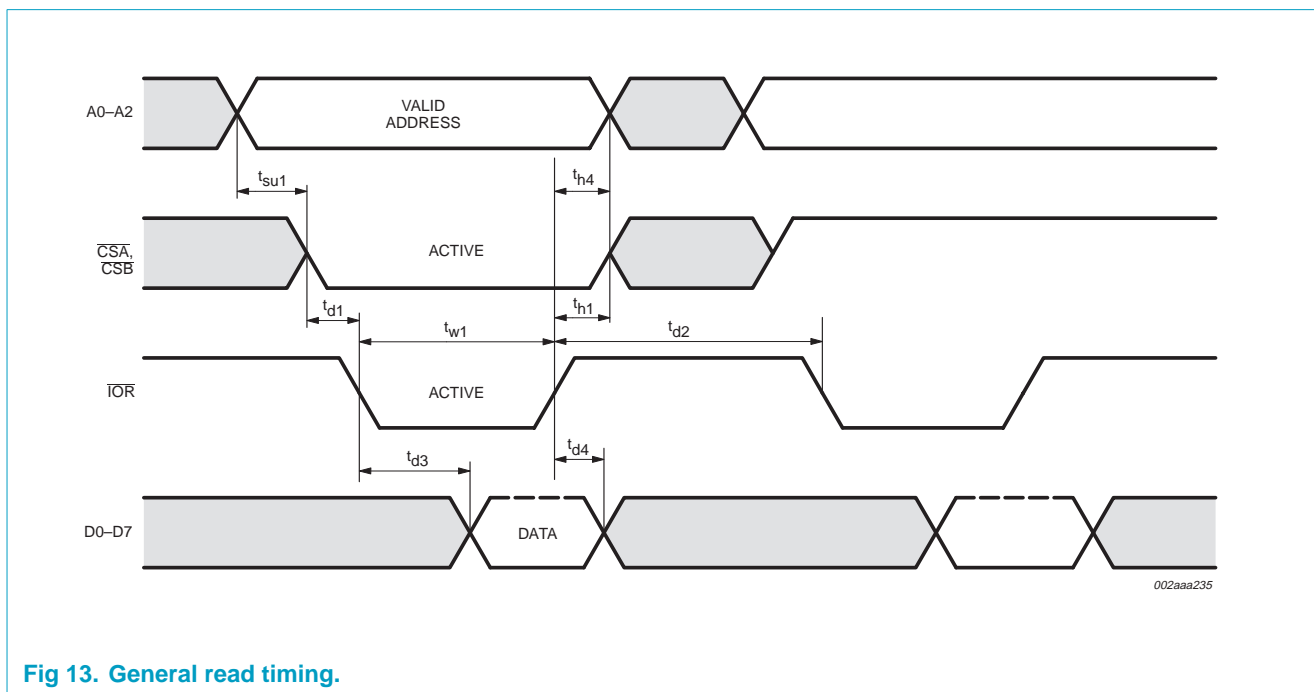 A0–A2
VALID
ADDRESS
tsu1
th4
CSA,
CSB
ACTIVE
td1
th1
tw1
td2
IOR
ACTIVE
td3
td4
D0–D7
DATA
002aaa235
Fig 13. General read timing.